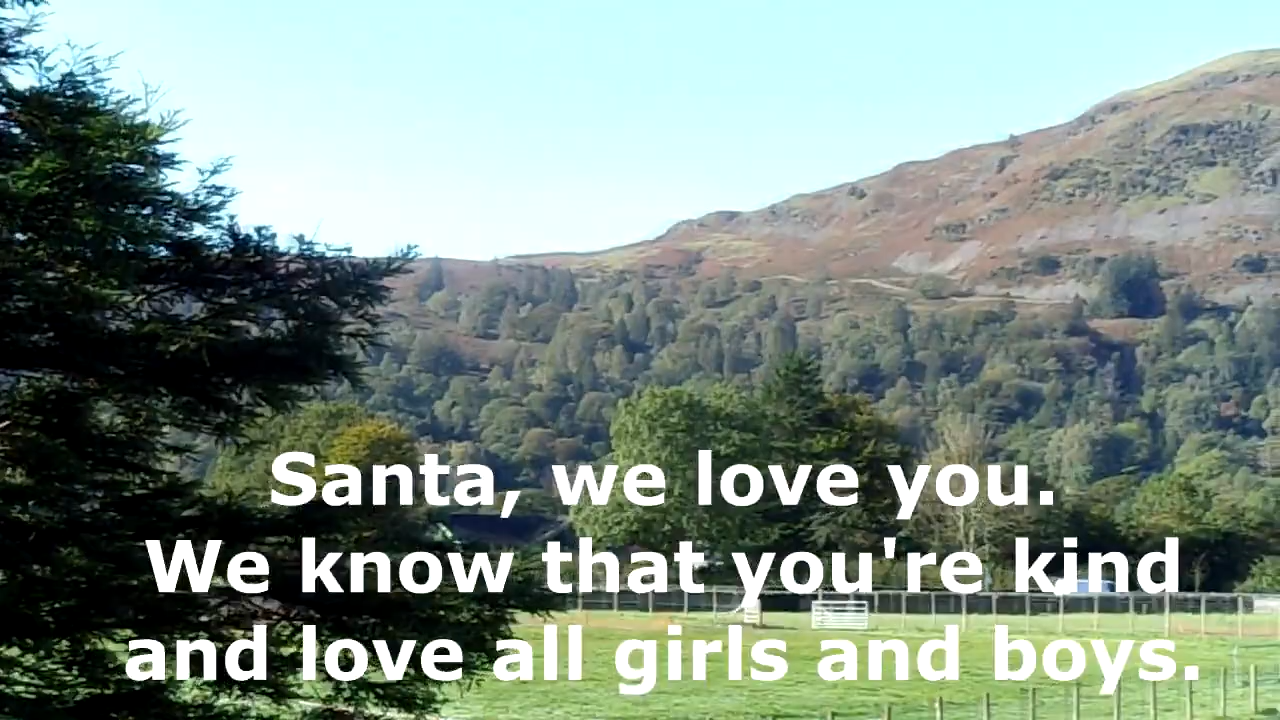 Santa, we love you.
We know that you're kind
and love all girls and boys.